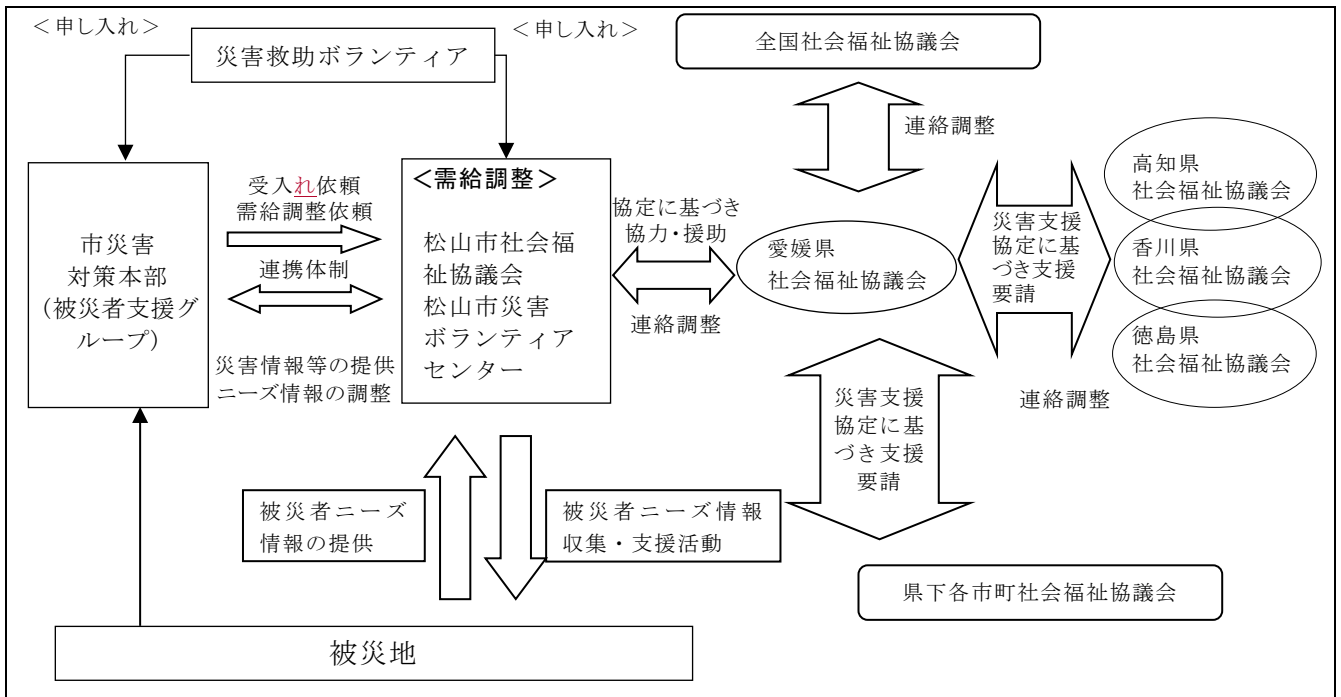 ＜申し入れ＞
＜申し入れ＞
災害救助ボランティア
全国社会福祉協議会
連絡調整
市災害
対策本部
(被災者支援グ
ループ)
受入れ依頼
需給調整依頼
連携体制
災害情報等の提供
ニーズ情報の調整
＜需給調整＞
松山市社会福
祉協議会
松山市災害
ボランティア
センター
協定に基づき
協力・援助
連絡調整
愛媛県
社会福祉協議会
災害支援
協定に基
づき支援
要請
高知県
社会福祉協議会
香川県
社会福祉協議会
徳島県
社会福祉協議会
連絡調整
災害支援
協定に基
づき支援
要請
被災者ニーズ
情報の提供
被災者ニーズ情報
収集・支援活動
県下各市町社会福祉協議会
被災地